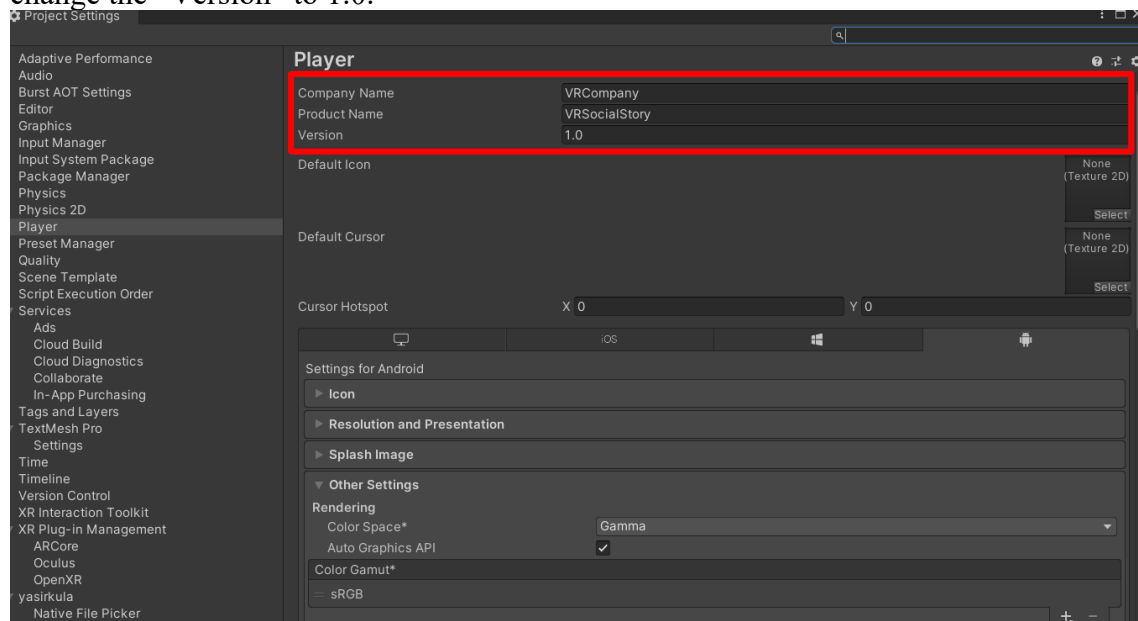 change the "Version" to 1.0.
Project Settings
Adaptive Performance
Audio
Burst AOT Settings
Editor
Graphics
Input Manager
Input System Package
Package Manager
Physics
Physics 2D
Player
Preset Manager
Quality
Scene Template
Script Execution Order
Services
Ads
Cloud Build
Cloud Diagnostics
Collaborate
In-App Purchasing
Tags and Layers
TextMesh Pro
Settings
Time
Timeline
Version Control
XR Interaction Toolkit
XR Plug-in Management
ARCore
Oculus
OpenXR
yasirkula
Native File Picker
Player
Company Name VRCompany
Product Name VRSocialStory
Version 1.0
Default Icon
None
(Texture 2D)
Select
Default Cursor
None
(Texture 2D)
Select
Cursor Hotspot X 0 Y 0
iOS
Settings for Android
Icon
Resolution and Presentation
Splash Image
Other Settings
Rendering
Color Space* Gamma
Auto Graphics API
Color Gamut*
sRGB